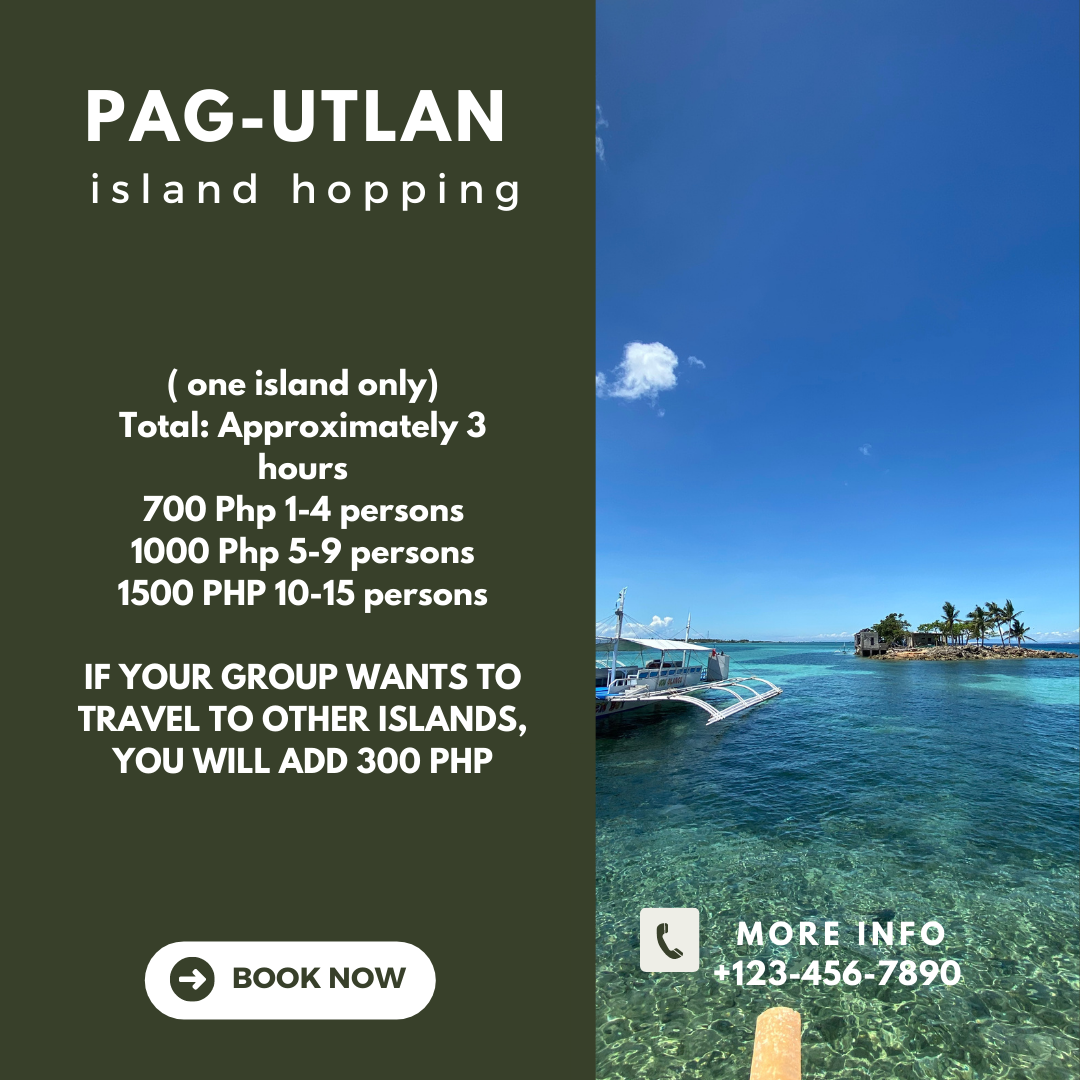 PAG-UTLAN
island hopping
( one island only)
Total: Approximately 3
hours
700 Php 1-4 persons
1000 Php 5-9 persons
1500 PHP 10-15 persons
IF YOUR GROUP WANTS TO
TRAVEL TO OTHER ISLANDS,
YOU WILL ADD 300 PHP
BOOK NOW
MORE INFO
+123-456-7890